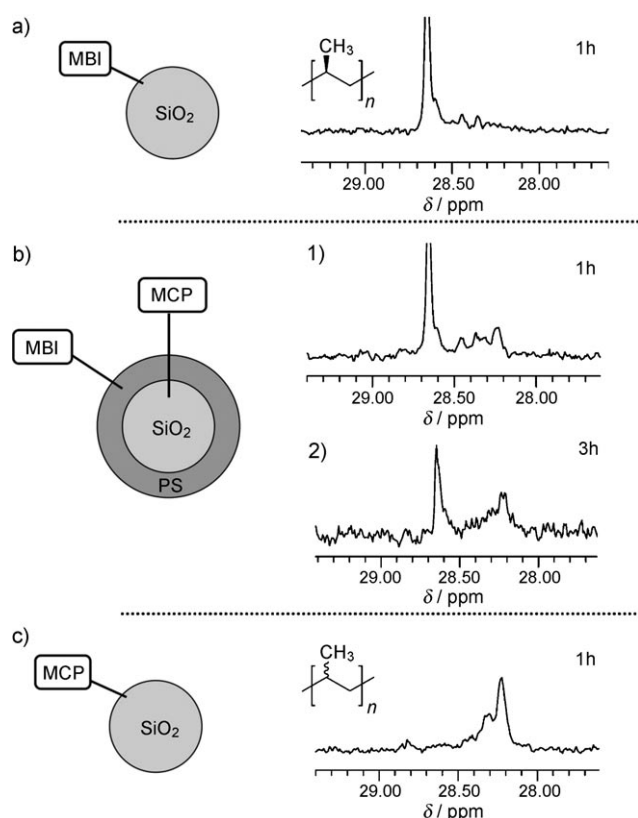 a)
MBI
SiO₂
CH₃
n
1h
29.00 28.50 28.00
δ / ppm
b)
MCP
MBI
SiO₂
PS
1)
1h
29.00 28.50 28.00
δ / ppm
2)
3h
29.00 28.50 28.00
δ / ppm
c)
MCP
SiO₂
CH₃
n
1h
29.00 28.50 28.00
δ / ppm